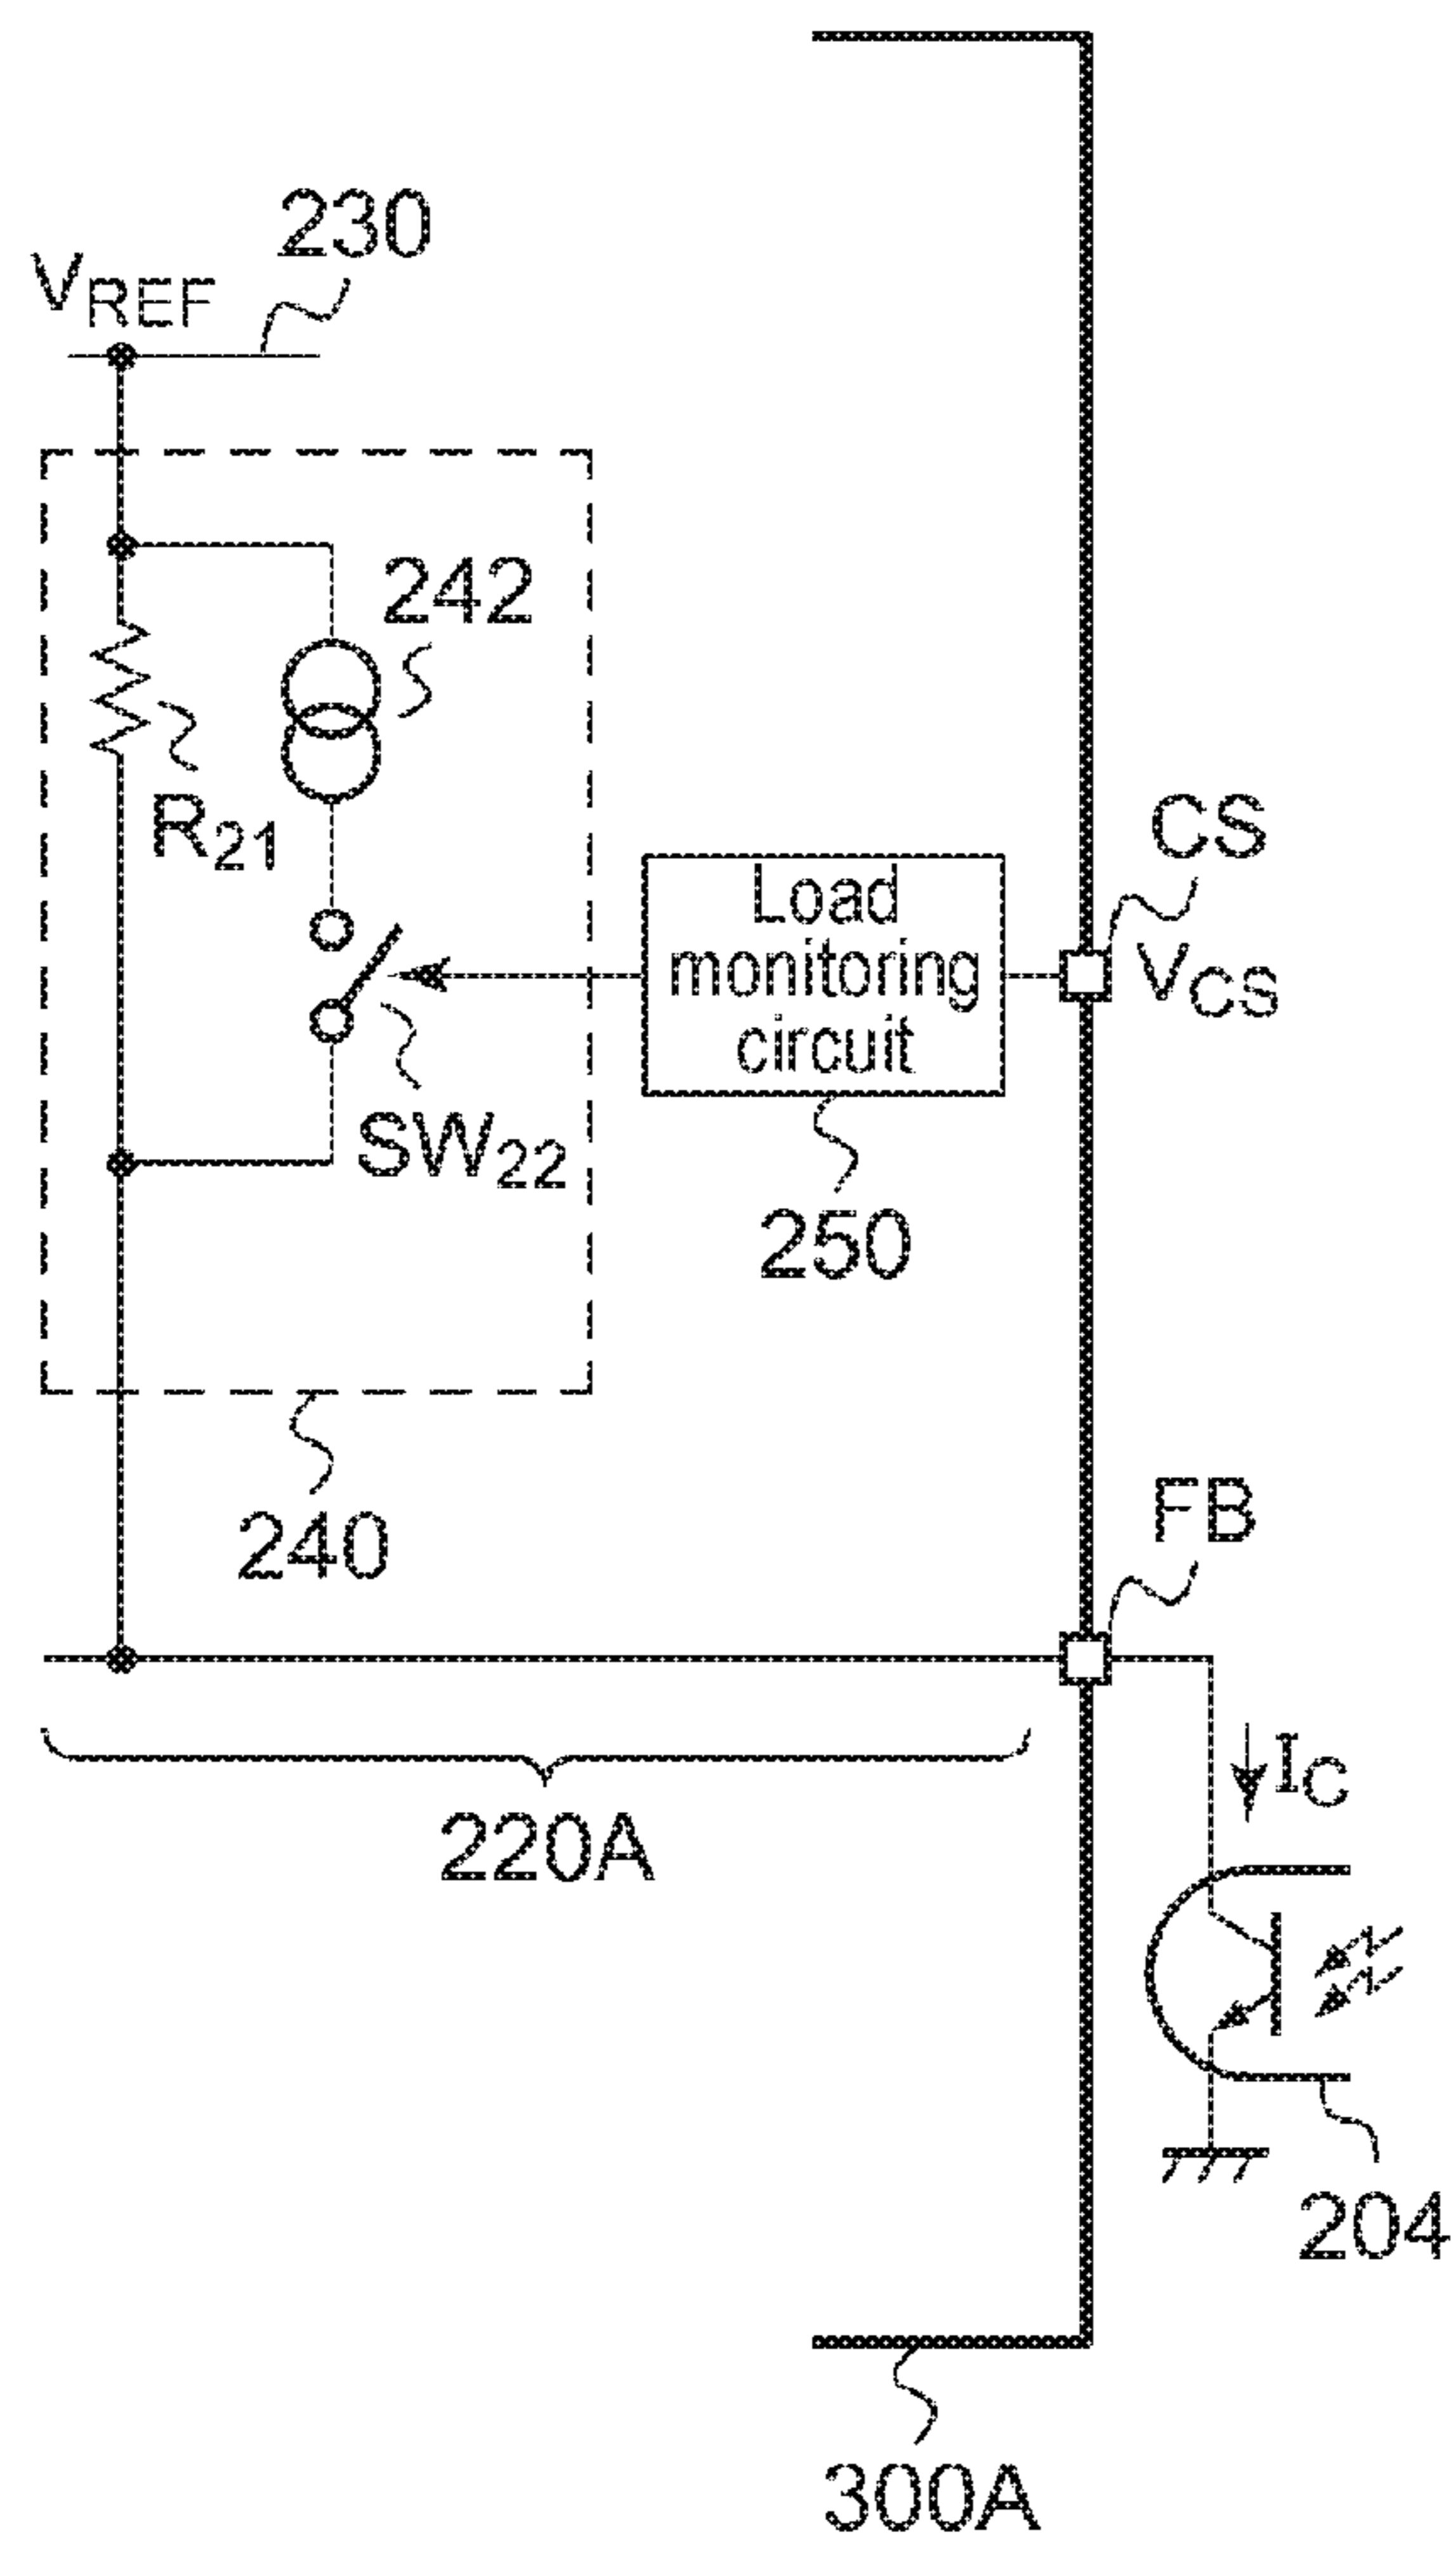 230
VREF
242
R21
CS
Load
monitoring
circuit
VCS
SW22
250
FB
240
IC
220A
204
300A